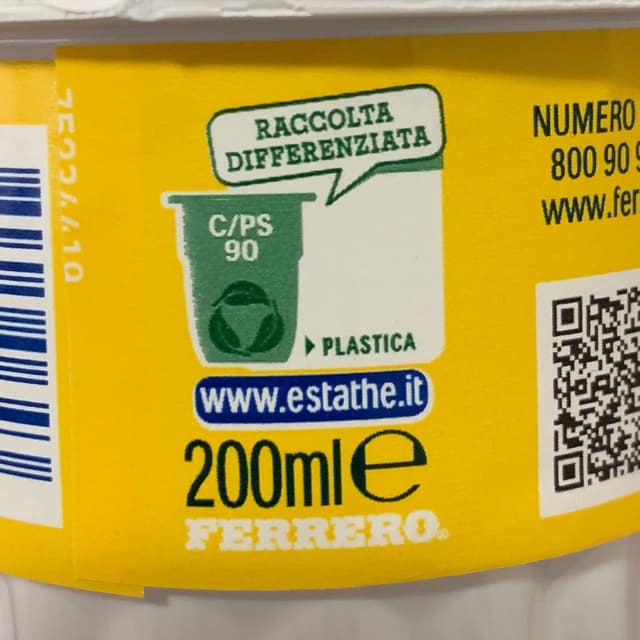 RACCOLTA
DIFFERENZIATA
C/PS
90
PLASTICA
www.estathe.it
200ml e
FERRERO®
NUMERO
800 90
www.fer